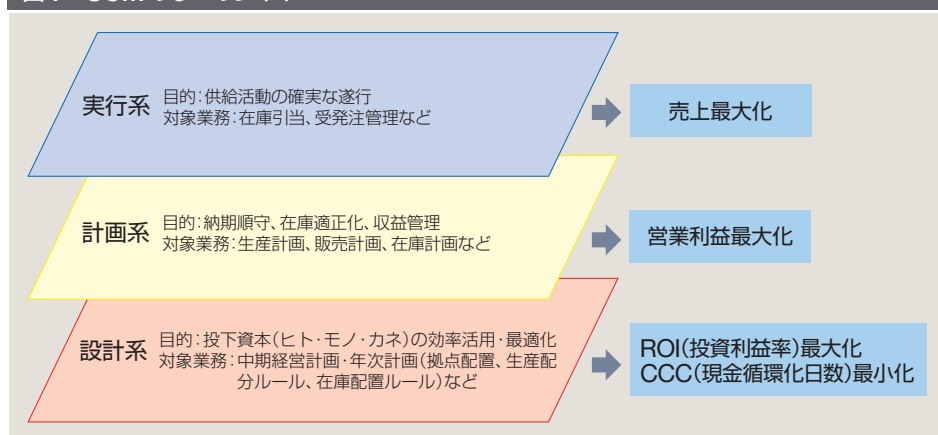 実行系
目的:供給活動の確実な遂行
対象業務:在庫引当、受発注管理など
売上最大化
計画系
目的:納期順守、在庫適正化、収益管理
対象業務:生産計画、販売計画、在庫計画など
営業利益最大化
設計系
目的:投下資本(ヒト・モノ・カネ)の効率活用・最適化
対象業務:中期経営計画・年次計画(拠点配置、生産配
分ルール、在庫配置ルール)など
ROI(投資利益率)最大化
CCC(現金循環化日数)最小化